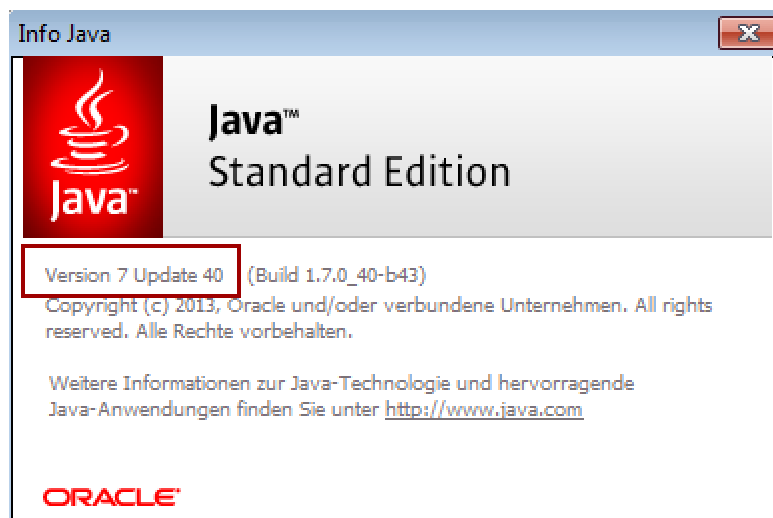 Info Java
Java™
Java™
Standard Edition
Version 7 Update 40 (Build 1.7.0_40-b43)
Copyright (c) 2013, Oracle und/oder verbundene Unternehmen. All rights
reserved. Alle Rechte vorbehalten.
Weitere Informationen zur Java-Technologie und hervorragende
Java-Anwendungen finden Sie unter http://www.java.com
ORACLE